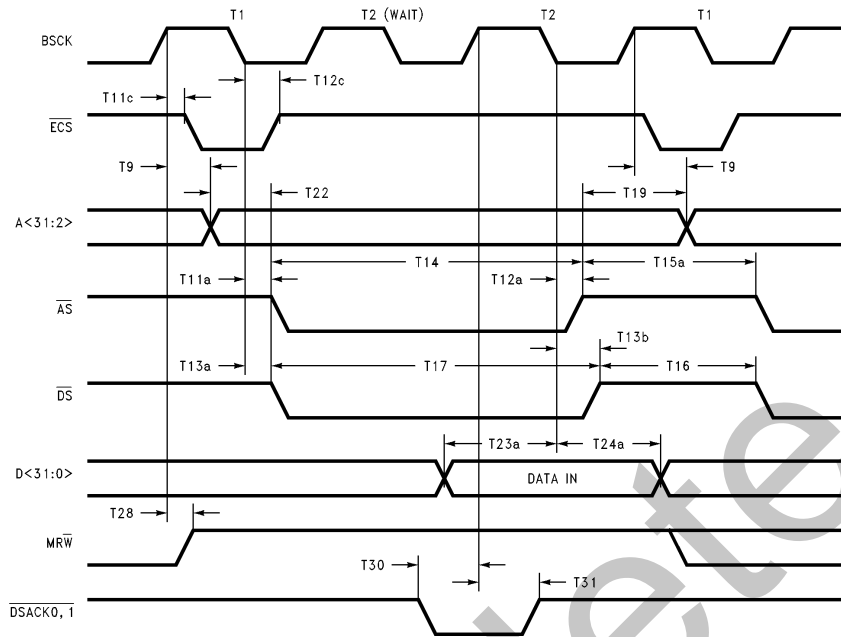 T1 T2 (WAIT) T2 T1
BSCK
T11c T12c
ECS
T9 T9
T22 T19
A<31:2>
T14 T15a
T11a T12a
AS
T13b
T13a T17 T16
DS
T23a T24a
D<31:0> DATA IN
T28
MRW
T30 T31
DSACK0, 1
lete